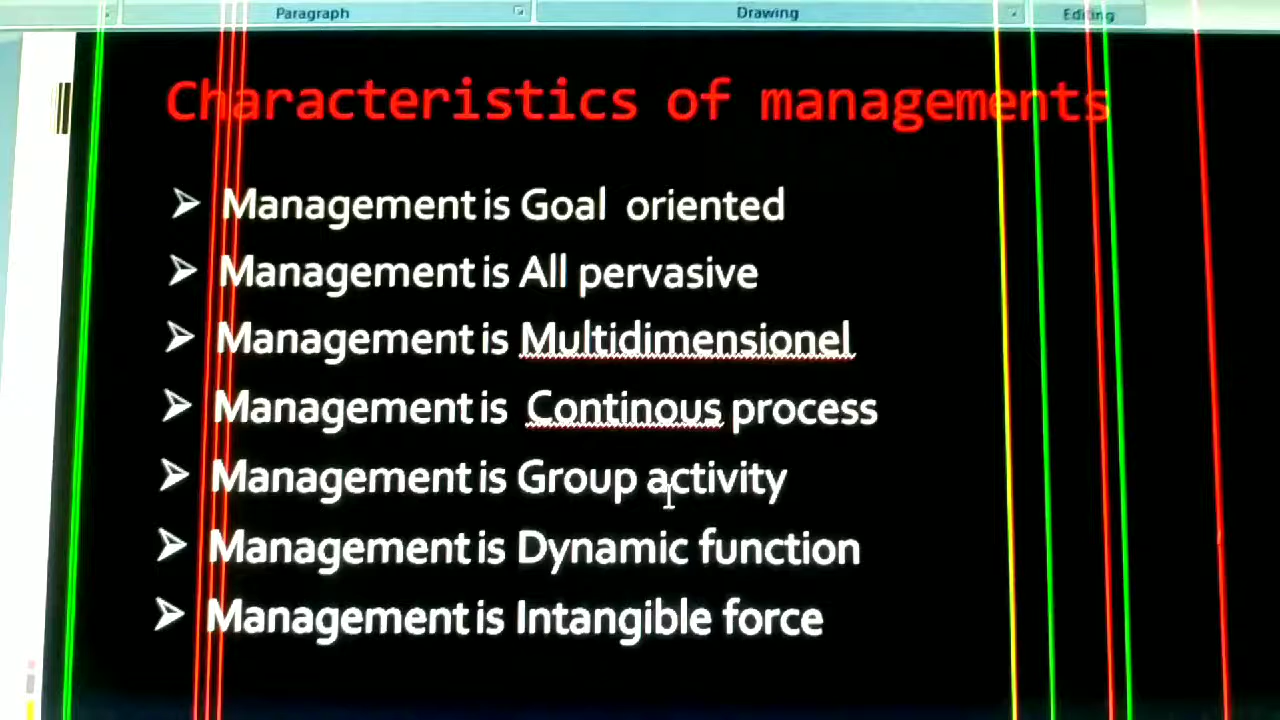 Paragraph Drawing Editing
Characteristics of managements
Management is Goal oriented
Management is All pervasive
Management is Multidimensionel
Management is Continous process
Management is Group activity
Management is Dynamic function
Management is Intangible force